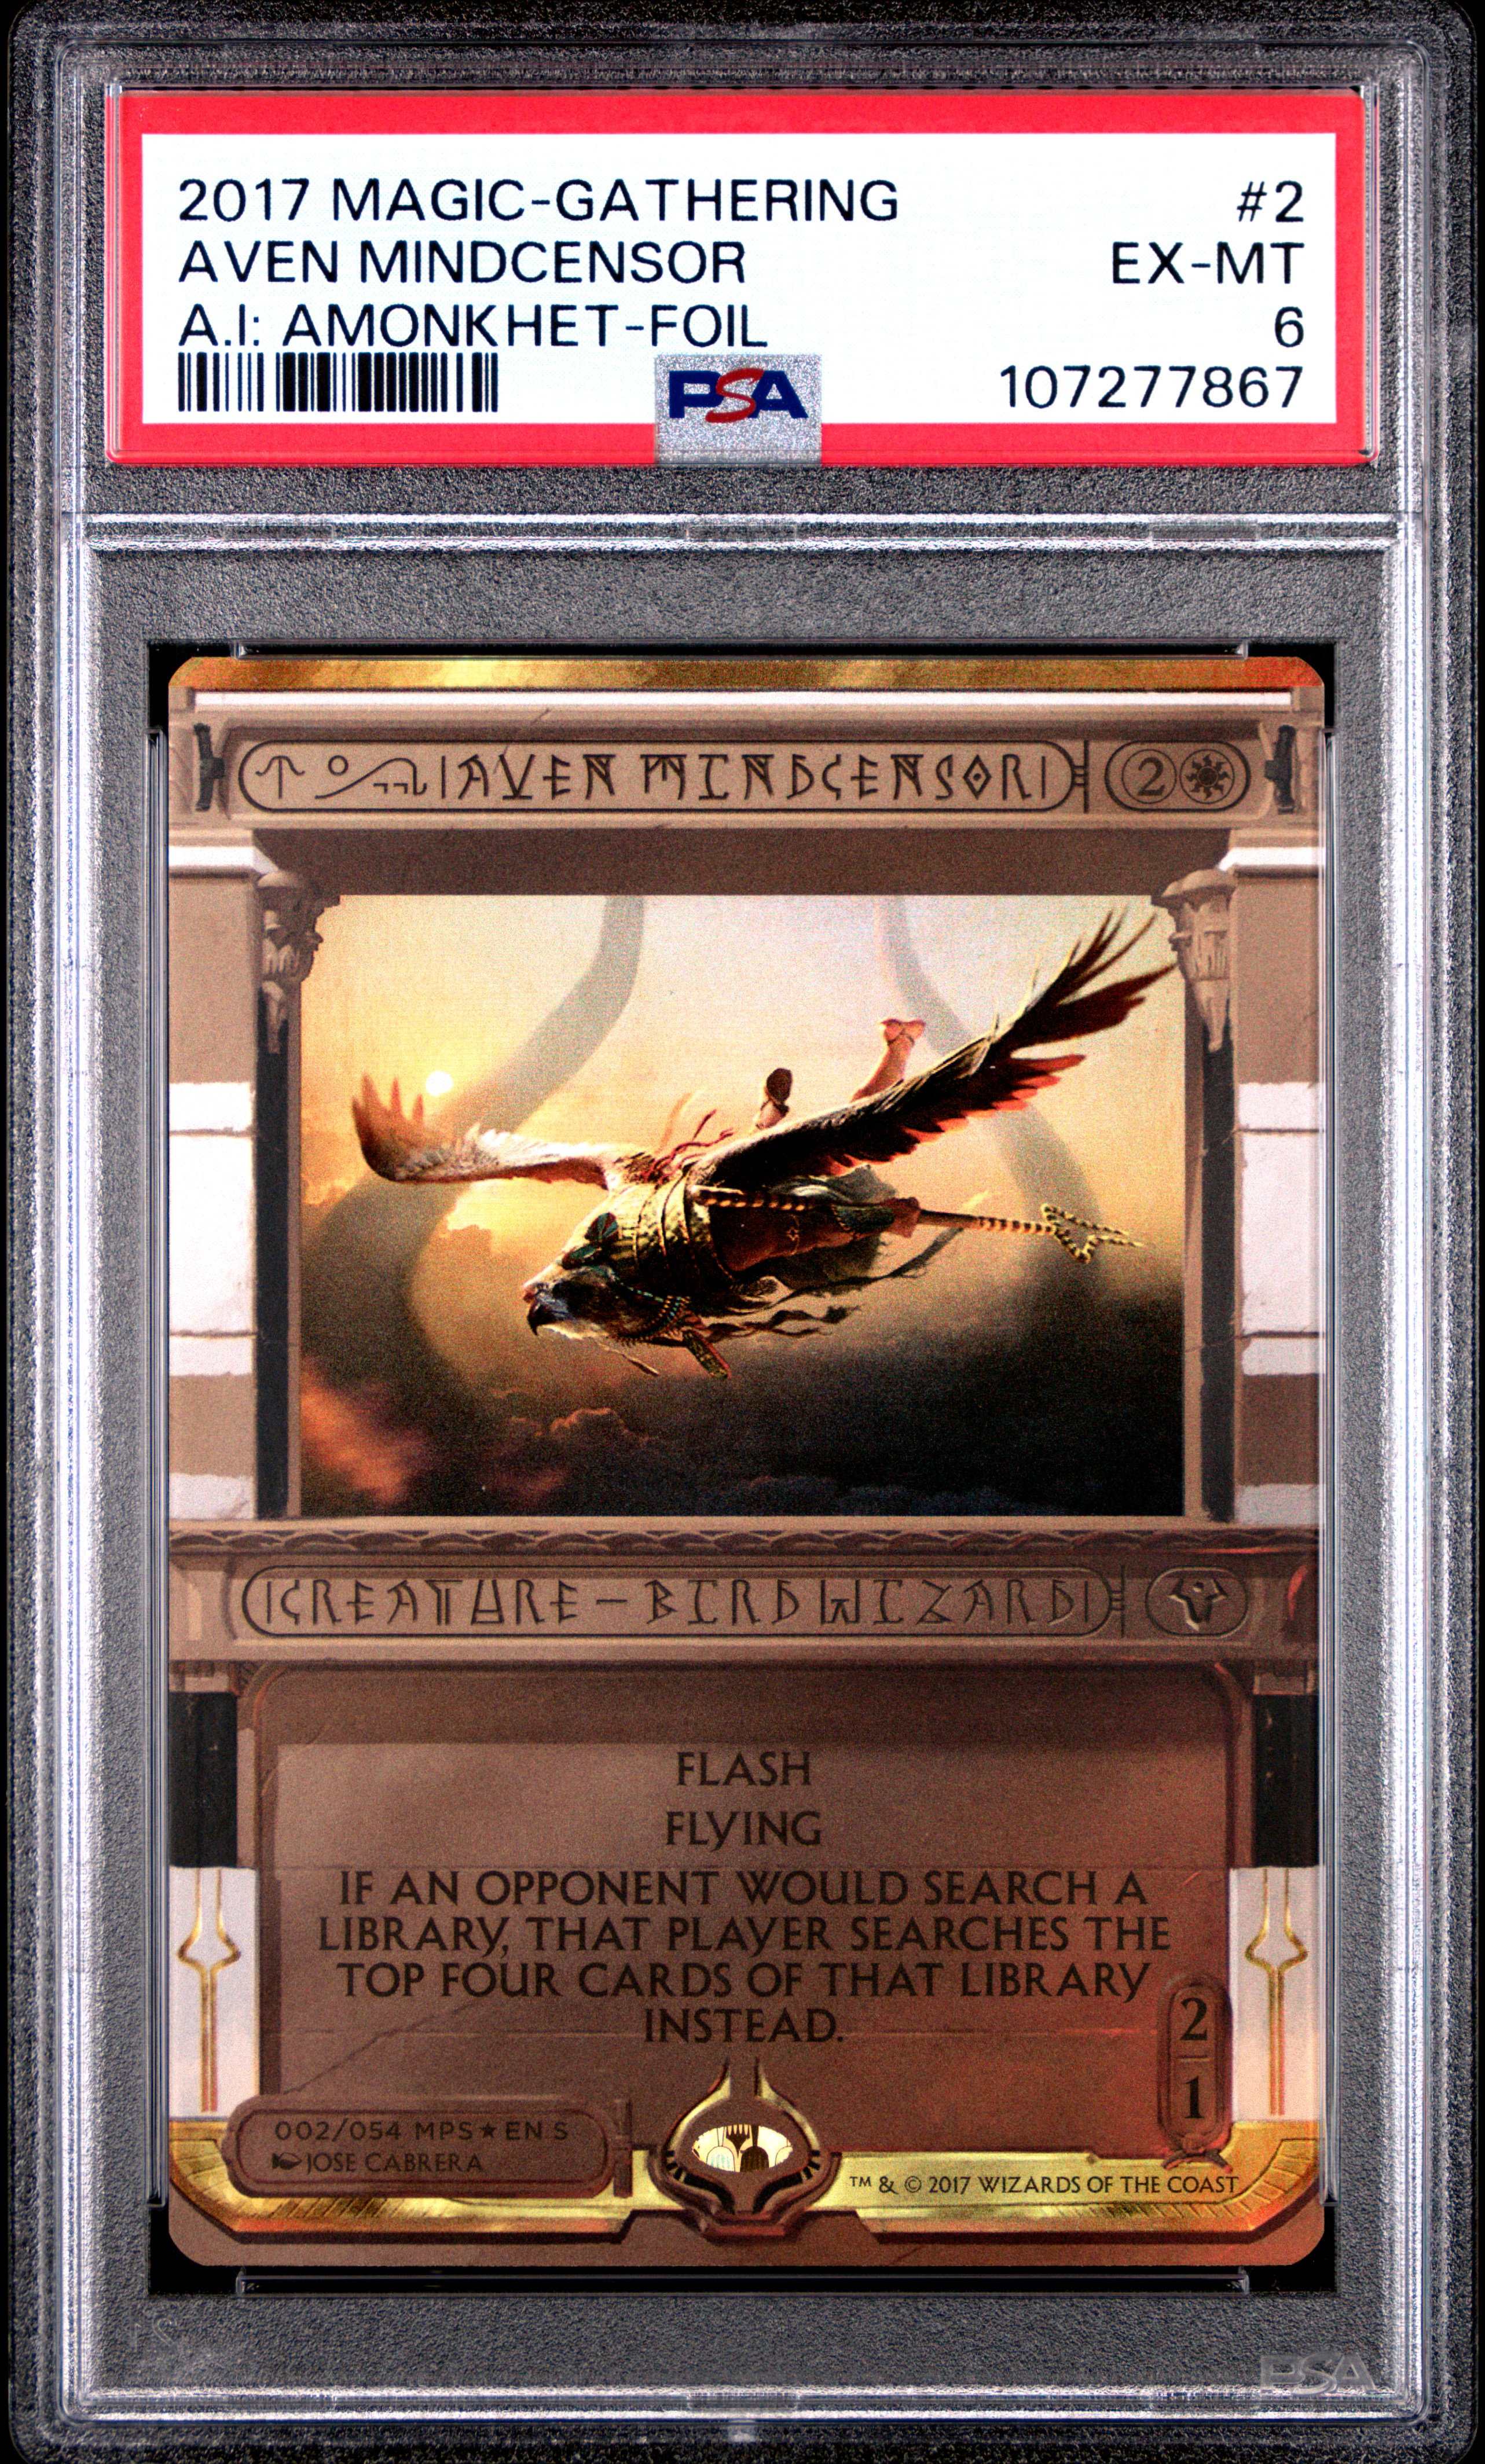 2017 MAGIC-GATHERING #2
AVEN MINDCENSOR EX-MT
A.I: AMONKHET-FOIL 6
PSA 107277867
AVEN MINDCENSOR 2
CREATURE – BIRD WIZARD
FLASH
FLYING
IF AN OPPONENT WOULD SEARCH A
LIBRARY, THAT PLAYER SEARCHES THE
TOP FOUR CARDS OF THAT LIBRARY
INSTEAD.
2
1
002/054 MPS★EN S
JOSE CABRERA
™ & © 2017 WIZARDS OF THE COAST
PSA